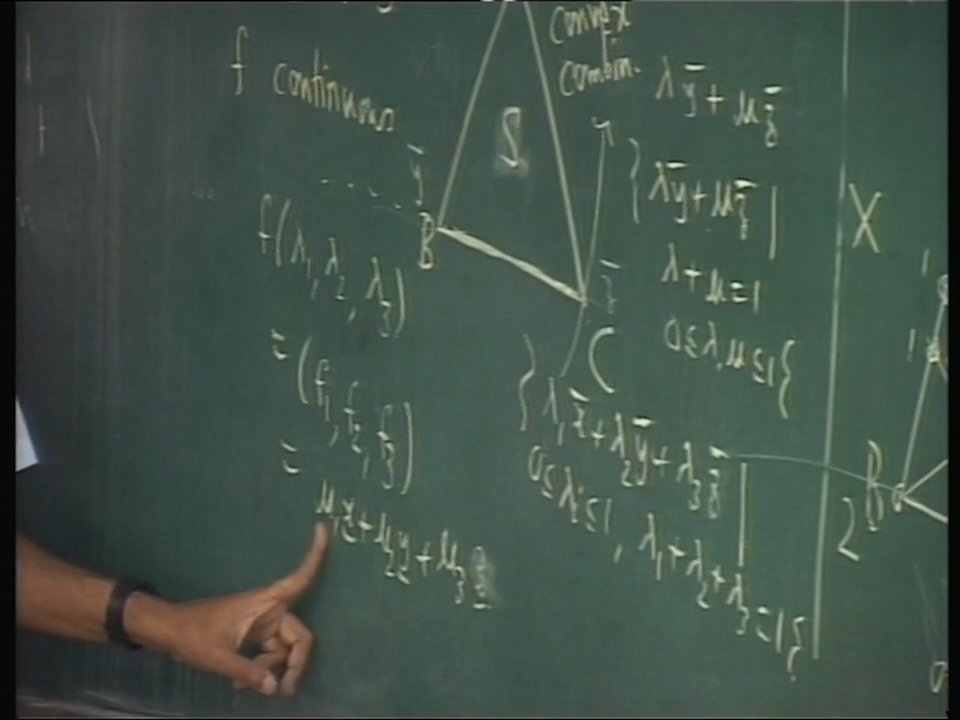 f continuous
f(λ₁, λ₂, λ₃)
= (f₁, f₂, f₃)
= μ₁x + μ₂y + μ₃z
convex
combin.
S
ȳ
B
z̄
C
λȳ + μz̄
{ λȳ + μz̄ |
λ + μ = 1
0 ≤ λ, μ ≤ 1 }
{ λ₁x̄ + λ₂ȳ + λ₃z̄ |
0 ≤ λᵢ ≤ 1, λ₁ + λ₂ + λ₃ = 1 }
X
B
2